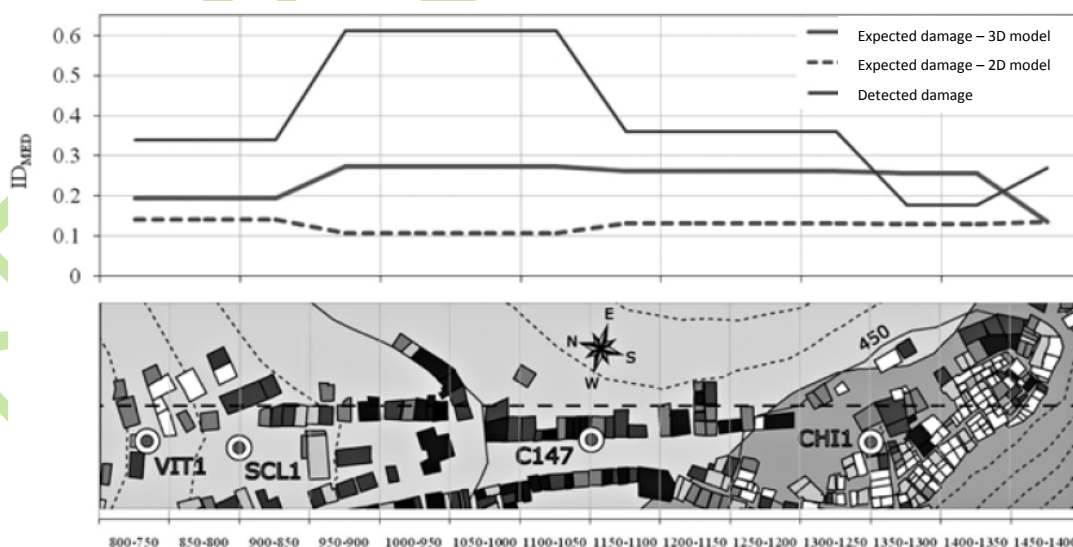 0.6
0.5
0.4
0.3
0.2
0.1
0
ID_MED
Expected damage – 3D model
Expected damage – 2D model
Detected damage
E
N
S
W
450
VIT1
SCL1
C147
CHI1
800-750 850-800 900-850 950-900 1000-950 1050-1000 1100-1050 1150-1100 1200-1150 1250-1200 1300-1250 1350-1300 1400-1350 1450-1400